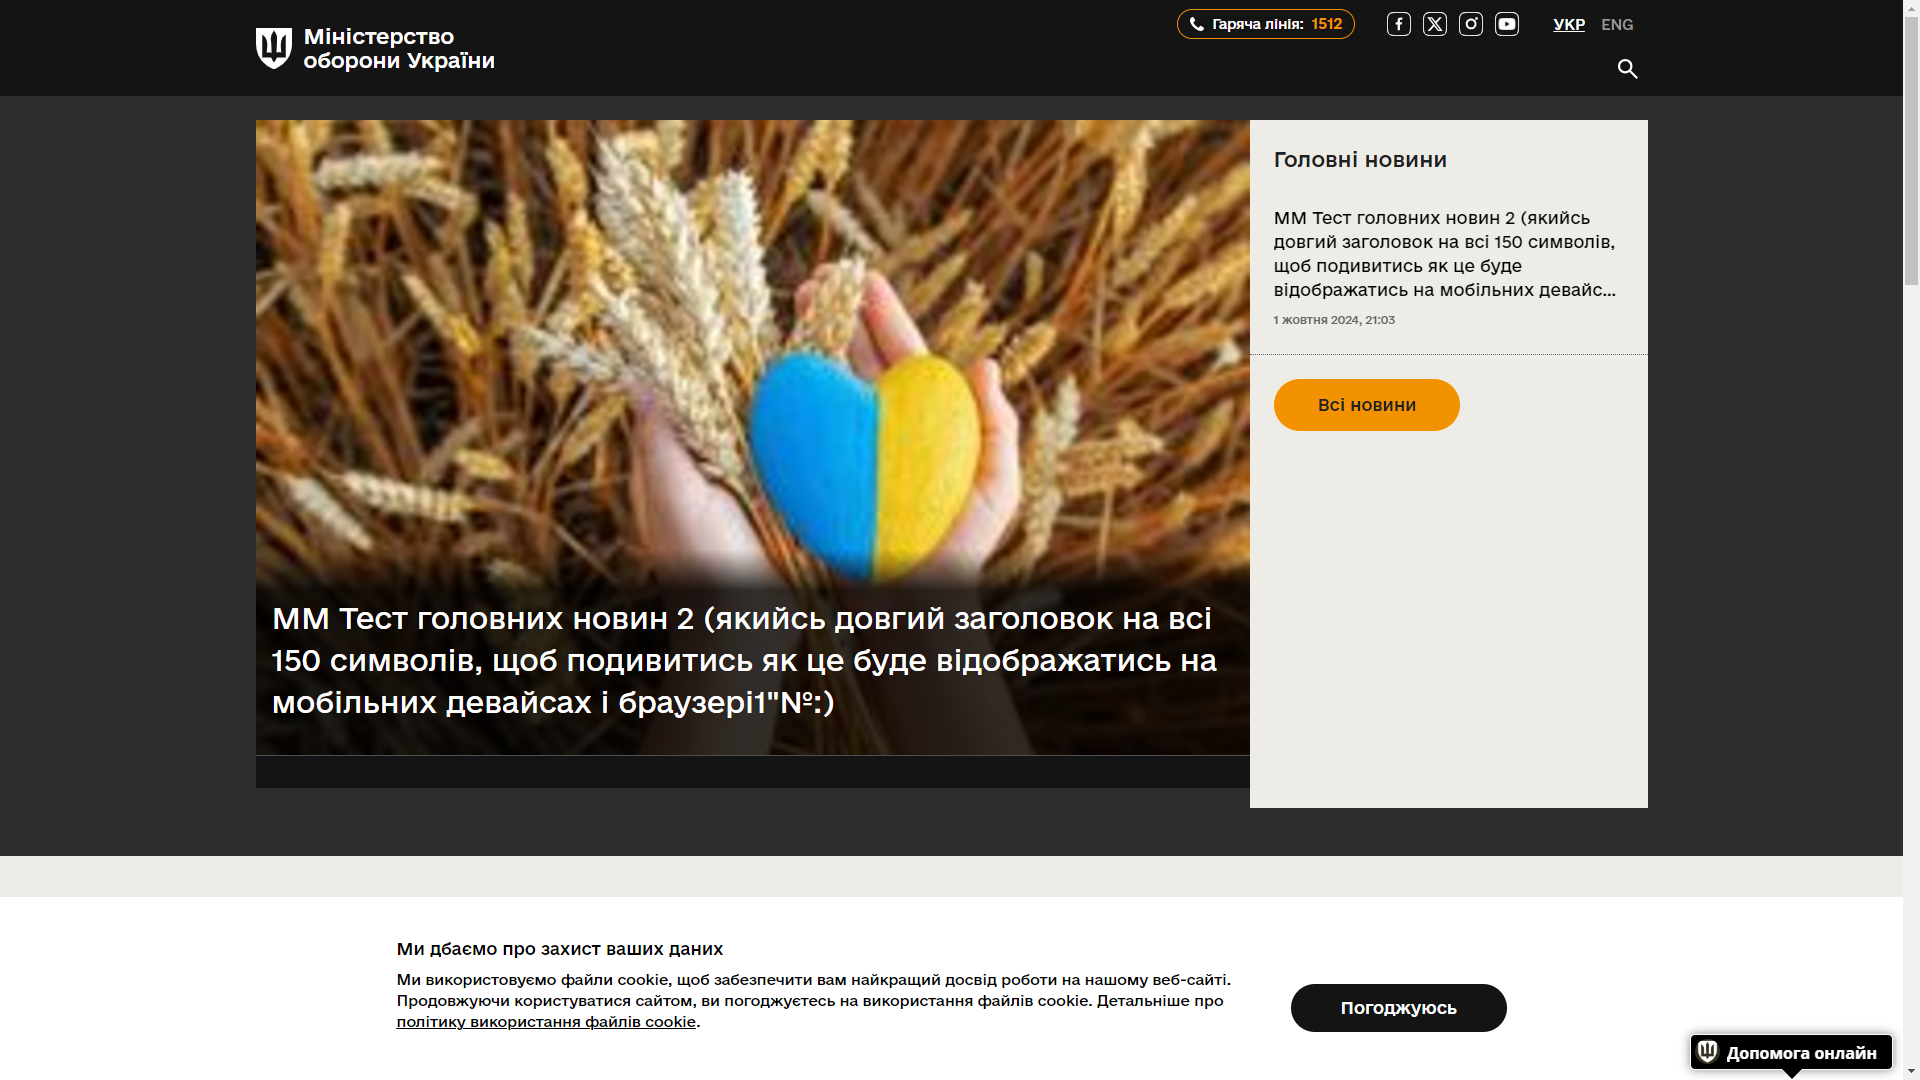 Міністерство
оборони України
Гаряча лінія: 1512
УКР ENG
ММ Тест головних новин 2 (якийсь довгий заголовок на всі
150 символів, щоб подивитись як це буде відображатись на
мобільних девайсах і браузері1"№:)
Головні новини
ММ Тест головних новин 2 (якийсь
довгий заголовок на всі 150 символів,
щоб подивитись як це буде
відображатись на мобільних девайс...
1 жовтня 2024, 21:03
Всі новини
Ми дбаємо про захист ваших даних
Ми використовуємо файли cookie, щоб забезпечити вам найкращий досвід роботи на нашому веб-сайті.
Продовжуючи користуватися сайтом, ви погоджуєтесь на використання файлів cookie. Детальніше про
політику використання файлів cookie.
Погоджуюсь
Допомога онлайн